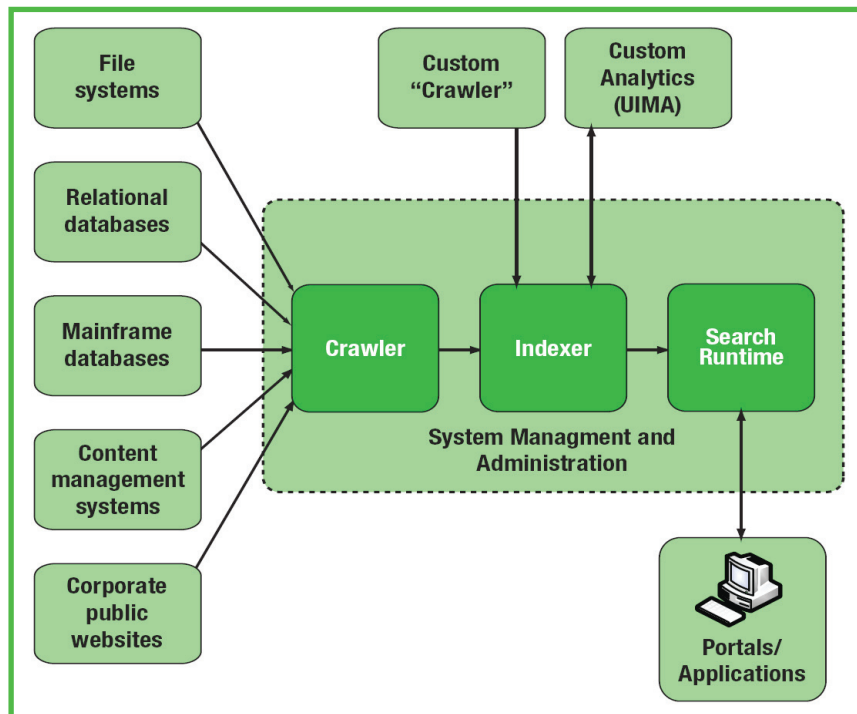 File
systems
Custom
“Crawler”
Custom
Analytics
(UIMA)
Relational
databases
Mainframe
databases
Crawler
Indexer
Search
Runtime
System Managment and
Administration
Content
management
systems
Corporate
public
websites
Portals/
Applications